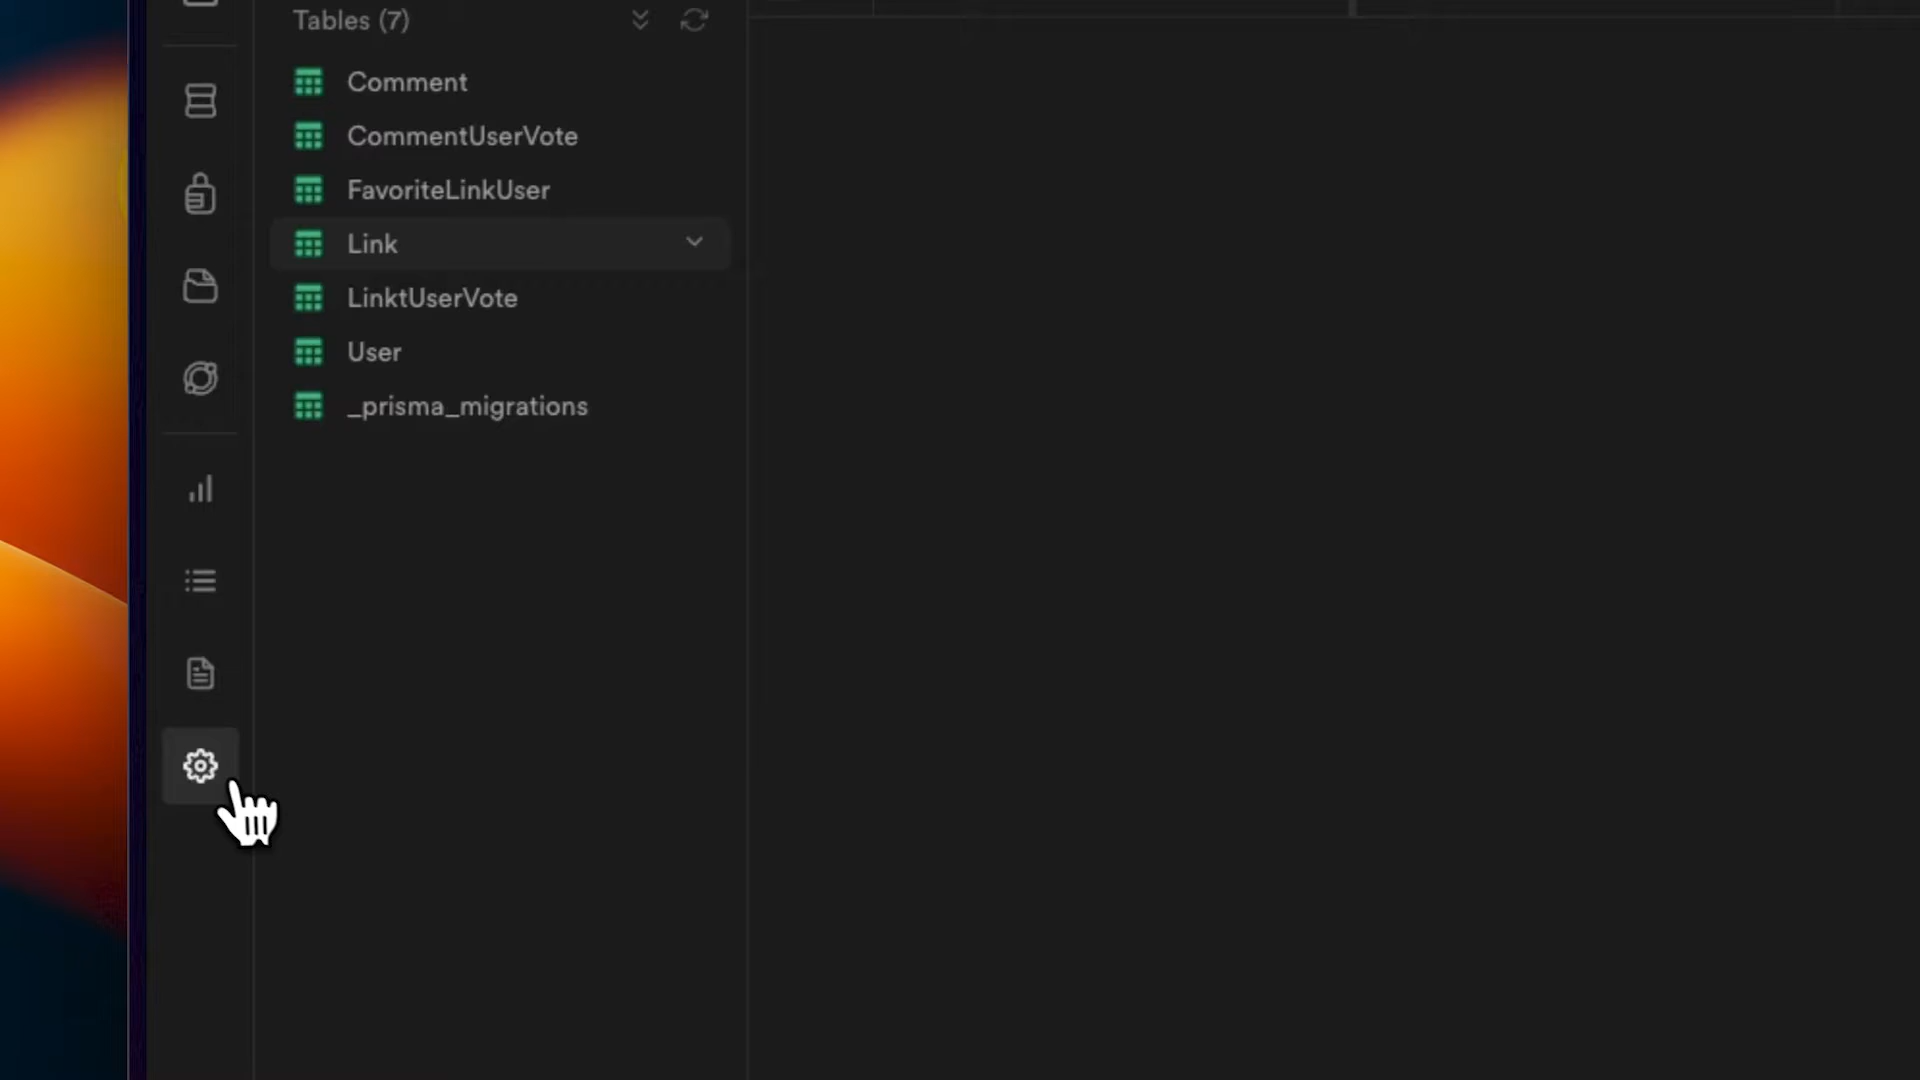 Tables (7)
Comment
CommentUserVote
FavoriteLinkUser
Link
LinktUserVote
User
_prisma_migrations